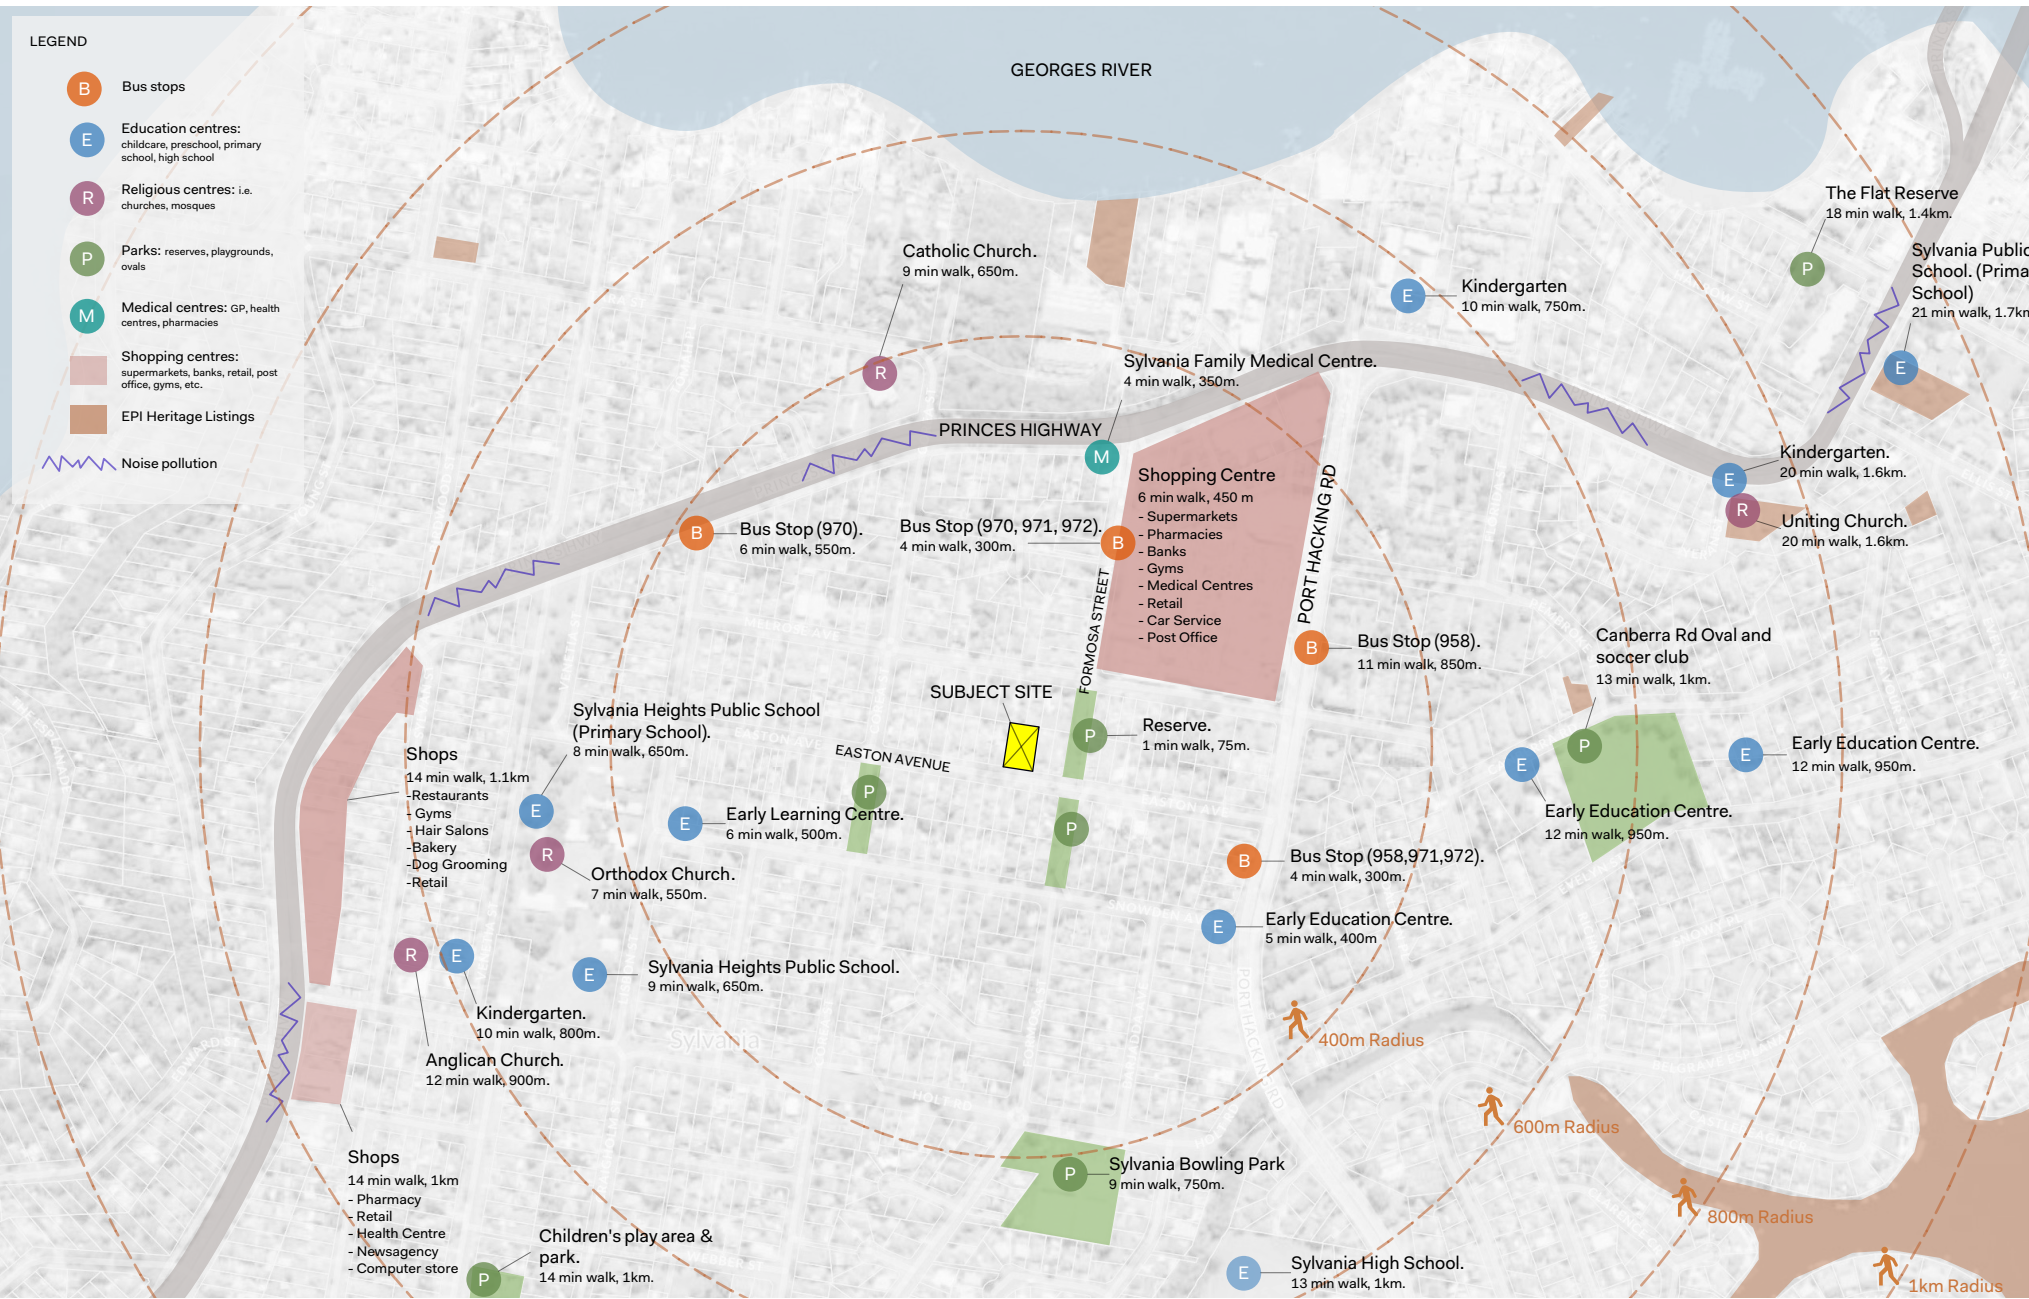 LEGEND
B
Bus stops
E
Education centres:
childcare, preschool, primary
school, high school
R
Religious centres: i.e.
churches, mosques
P
Parks: reserves, playgrounds,
ovals
M
Medical centres: GP, health
centres, pharmacies
Shopping centres:
supermarkets, banks, retail, post
office, gyms, etc.
EPI Heritage Listings
Noise pollution
GEORGES RIVER
The Flat Reserve
18 min walk, 1.4km.
P
Sylvania Public
School. (Prima
School)
21 min walk, 1.7km
E
Catholic Church.
9 min walk, 650m.
R
E
Kindergarten
10 min walk, 750m.
Sylvania Family Medical Centre.
4 min walk, 350m.
PRINCES HIGHWAY
M
Kindergarten.
20 min walk, 1.6km.
E
R
Uniting Church.
20 min walk, 1.6km.
Shopping Centre
6 min walk, 450 m
- Supermarkets
- Pharmacies
- Banks
- Gyms
- Medical Centres
- Retail
- Car Service
- Post Office
PORT HACKING RD
B
Bus Stop (970).
6 min walk, 550m.
Bus Stop (970, 971, 972).
4 min walk, 300m.
B
FORMOSA STREET
B
Bus Stop (958).
11 min walk, 850m.
Canberra Rd Oval and
soccer club
13 min walk, 1km.
P
SUBJECT SITE
Sylvania Heights Public School
(Primary School).
8 min walk, 650m.
E
P
Reserve.
1 min walk, 75m.
EASTON AVENUE
P
E
Early Education Centre.
12 min walk, 950m.
E
Early Education Centre.
12 min walk, 950m.
Shops
14 min walk, 1.1km
-Restaurants
- Gyms
- Hair Salons
-Bakery
-Dog Grooming
-Retail
E
Early Learning Centre.
6 min walk, 500m.
P
R
Orthodox Church.
7 min walk, 550m.
B
Bus Stop (958,971,972).
4 min walk, 300m.
SNOWDEN A
E
Early Education Centre.
5 min walk, 400m
R
E
E
Sylvania Heights Public School.
9 min walk, 650m.
Kindergarten.
10 min walk, 800m.
Sylvania
PORT HACKING RD
400m Radius
Anglican Church.
12 min walk, 900m.
600m Radius
Shops
14 min walk, 1km
- Pharmacy
- Retail
- Health Centre
- Newsagency
- Computer store
P
Sylvania Bowling Park
9 min walk, 750m.
800m Radius
Children's play area &
park.
14 min walk, 1km.
P
E
Sylvania High School.
13 min walk, 1km.
1km Radius